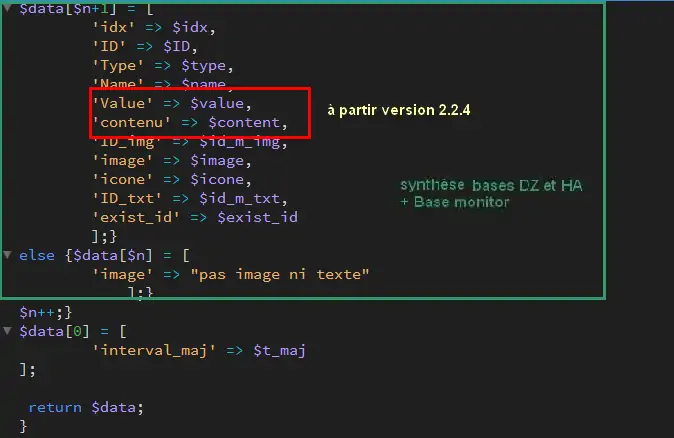 $data[$n+1] = [
'idx' => $idx,
'ID' => $ID,
'Type' => $type,
'Name' => $name,
'Value' => $value,
à partir version 2.2.4
'contenu' => $content,
'ID_img' => $id_m_img,
'image' => $image,
'icone' => $icone,
synthèse bases DZ et HA
'ID_txt' => $id_m_txt,
+ Base monitor
'exist_id' => $exist_id
];}
else {$data[$n] = [
'image' => "pas image ni texte"
];}
$n++;}
$data[0] = [
'interval_maj' => $t_maj
];
return $data;
}